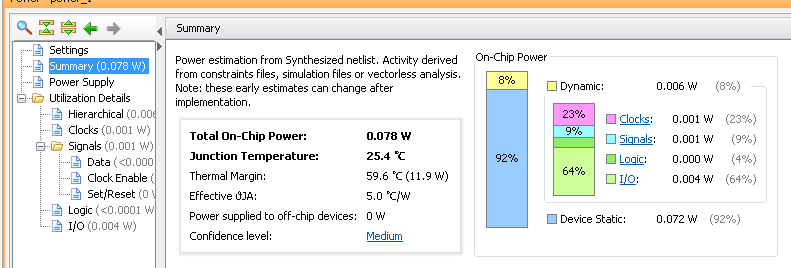 Summary
Settings
Summary (0.078 W)
Power Supply
Utilization Details
Hierarchical (0.006
Clocks (0.001 W)
Signals (0.001 W)
Data (<0.000
Clock Enable (
Set/Reset (0
Logic (<0.0001 W
I/O (0.004 W)
Power estimation from Synthesized netlist. Activity derived
from constraints files, simulation files or vectorless analysis.
Note: these early estimates can change after
implementation.
Total On-Chip Power: 0.078 W
Junction Temperature: 25.4 °C
Thermal Margin: 59.6 °C (11.9 W)
Effective ϑJA: 5.0 °C/W
Power supplied to off-chip devices: 0 W
Confidence level: Medium
On-Chip Power
8%
92%
Dynamic: 0.006 W (8%)
23%
9%
64%
Clocks: 0.001 W (23%)
Signals: 0.001 W (9%)
Logic: 0.000 W (4%)
I/O: 0.004 W (64%)
Device Static: 0.072 W (92%)